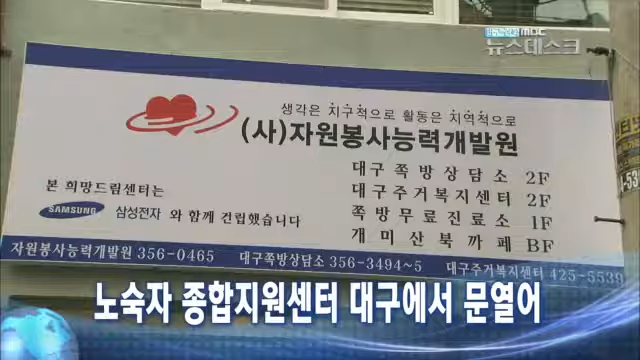 MBC
뉴스데스크
생각은 지구적으로 활동은 지역적으로
(사)자원봉사능력개발원
대구쪽방상담소 2F
대구주거복지센터 2F
쪽방무료진료소 1F
개미산북카페 BF
본 희망드림센터는
SAMSUNG 삼성전자 와 함께 건립했습니다
자원봉사능력개발원 356-0465 대구쪽방상담소 356-3494~5 대구주거복지센터 425-5539
노숙자 종합지원센터 대구에서 문열어